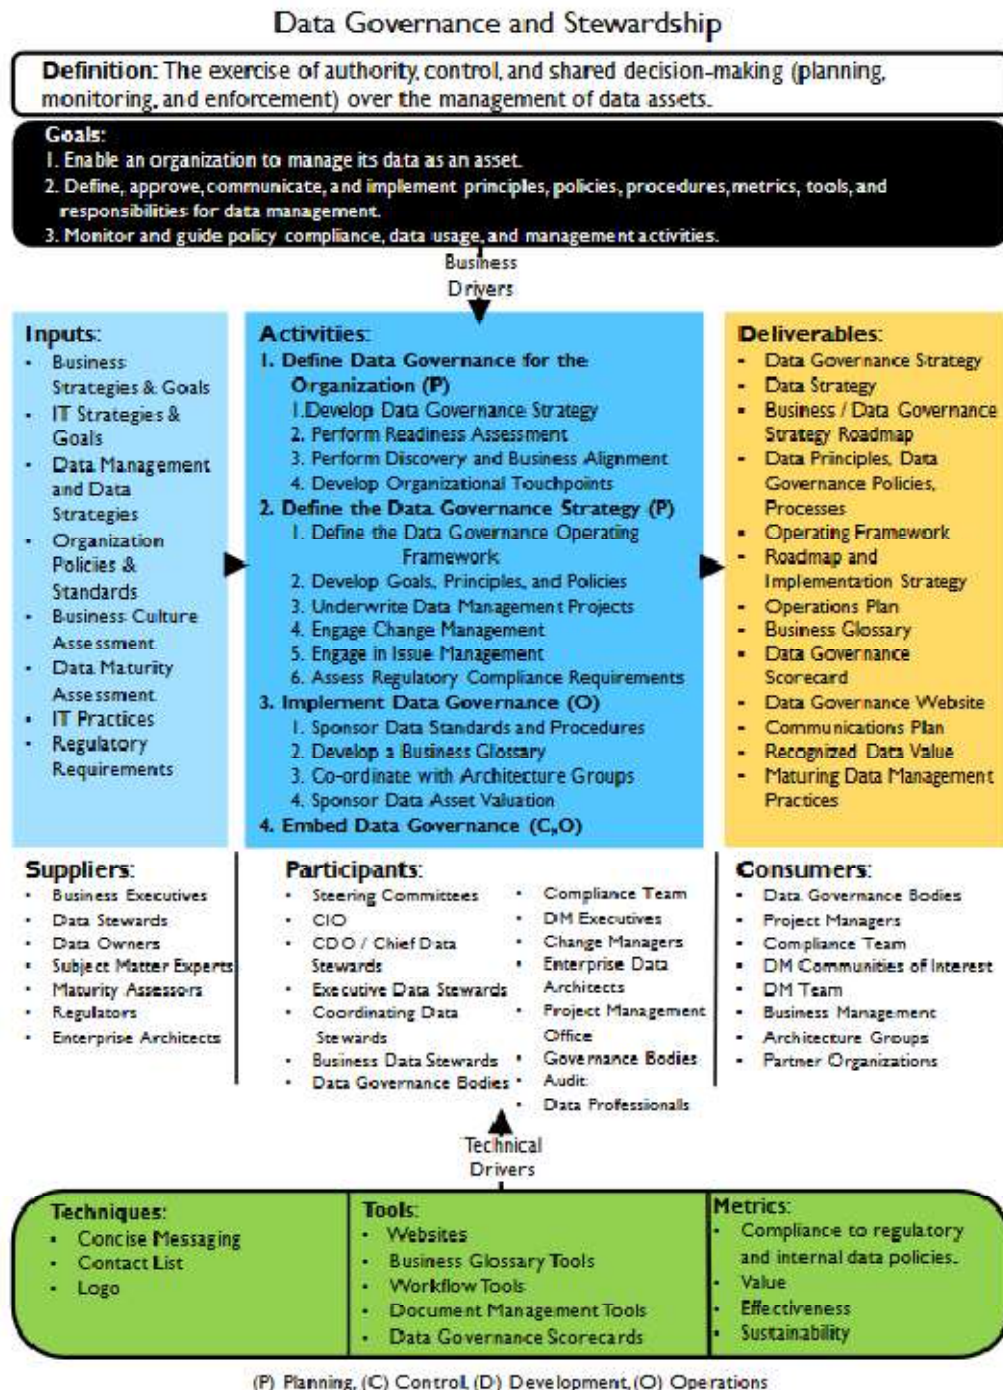 Data Governance and Stewardship
Definition: The exercise of authority, control, and shared decision-making (planning,
monitoring, and enforcement) over the management of data assets.
Goals:
1. Enable an organization to manage its data as an asset.
2. Define, approve, communicate, and implement principles, policies, procedures, metrics, tools, and
responsibilities for data management.
3. Monitor and guide policy compliance, data usage, and management activities.
Business
Drivers
Inputs:
• Business
Strategies & Goals
• IT Strategies &
Goals
• Data Management
and Data
Strategies
• Organization
Policies &
Standards
• Business Culture
Assessment
• Data Maturity
Assessment
• IT Practices
• Regulatory
Requirements
Activities:
1. Define Data Governance for the
Organization (P)
1.Develop Data Governance Strategy
2. Perform Readiness Assessment
3. Perform Discovery and Business Alignment
4. Develop Organizational Touchpoints
2. Define the Data Governance Strategy (P)
1. Define the Data Governance Operating
Framework
2. Develop Goals, Principles, and Policies
3. Underwrite Data Management Projects
4. Engage Change Management
5. Engage in Issue Management
6. Assess Regulatory Compliance Requirements
3. Implement Data Governance (O)
1. Sponsor Data Standards and Procedures
2. Develop a Business Glossary
3. Co-ordinate with Architecture Groups
4. Sponsor Data Asset Valuation
4. Embed Data Governance (C,O)
Deliverables:
- Data Governance Strategy
- Data Strategy
- Business / Data Governance
Strategy Roadmap
- Data Principles, Data
Governance Policies,
Processes
- Operating Framework
- Roadmap and
Implementation Strategy
- Operations Plan
- Business Glossary
- Data Governance
Scorecard
- Data Governance Website
- Communications Plan
- Recognized Data Value
- Maturing Data Management
Practices
Suppliers:
• Business Executives
• Data Stewards
• Data Owners
• Subject Matter Experts
• Maturity Assessors
• Regulators
• Enterprise Architects
Participants:
• Steering Committees
• CIO
• CDO / Chief Data
Stewards
• Executive Data Stewards
• Coordinating Data
Stewards
• Business Data Stewards
• Data Governance Bodies
• Compliance Team
• DM Executives
• Change Managers
• Enterprise Data
Architects
• Project Management
Office
• Governance Bodies
• Audit
• Data Professionals
Consumers:
• Data Governance Bodies
• Project Managers
• Compliance Team
• DM Communities of Interest
• DM Team
• Business Management
• Architecture Groups
• Partner Organizations
Technical
Drivers
Techniques:
• Concise Messaging
• Contact List
• Logo
Tools:
• Websites
• Business Glossary Tools
• Workflow Tools
• Document Management Tools
• Data Governance Scorecards
Metrics:
• Compliance to regulatory
and internal data policies.
• Value
• Effectiveness
• Sustainability
(P) Planning, (C) Control, (D) Development, (O) Operations